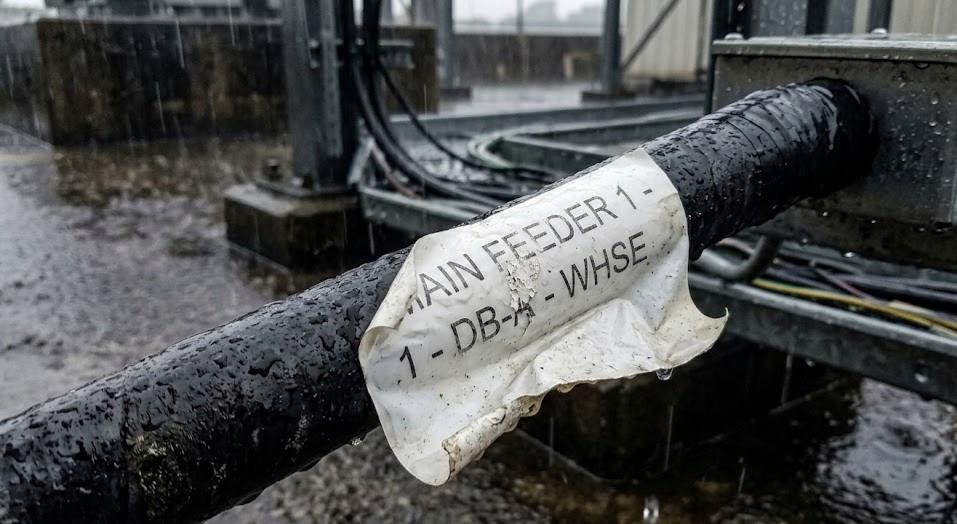 MAIN FEEDER 1 -
1 - DB-A - WHSE